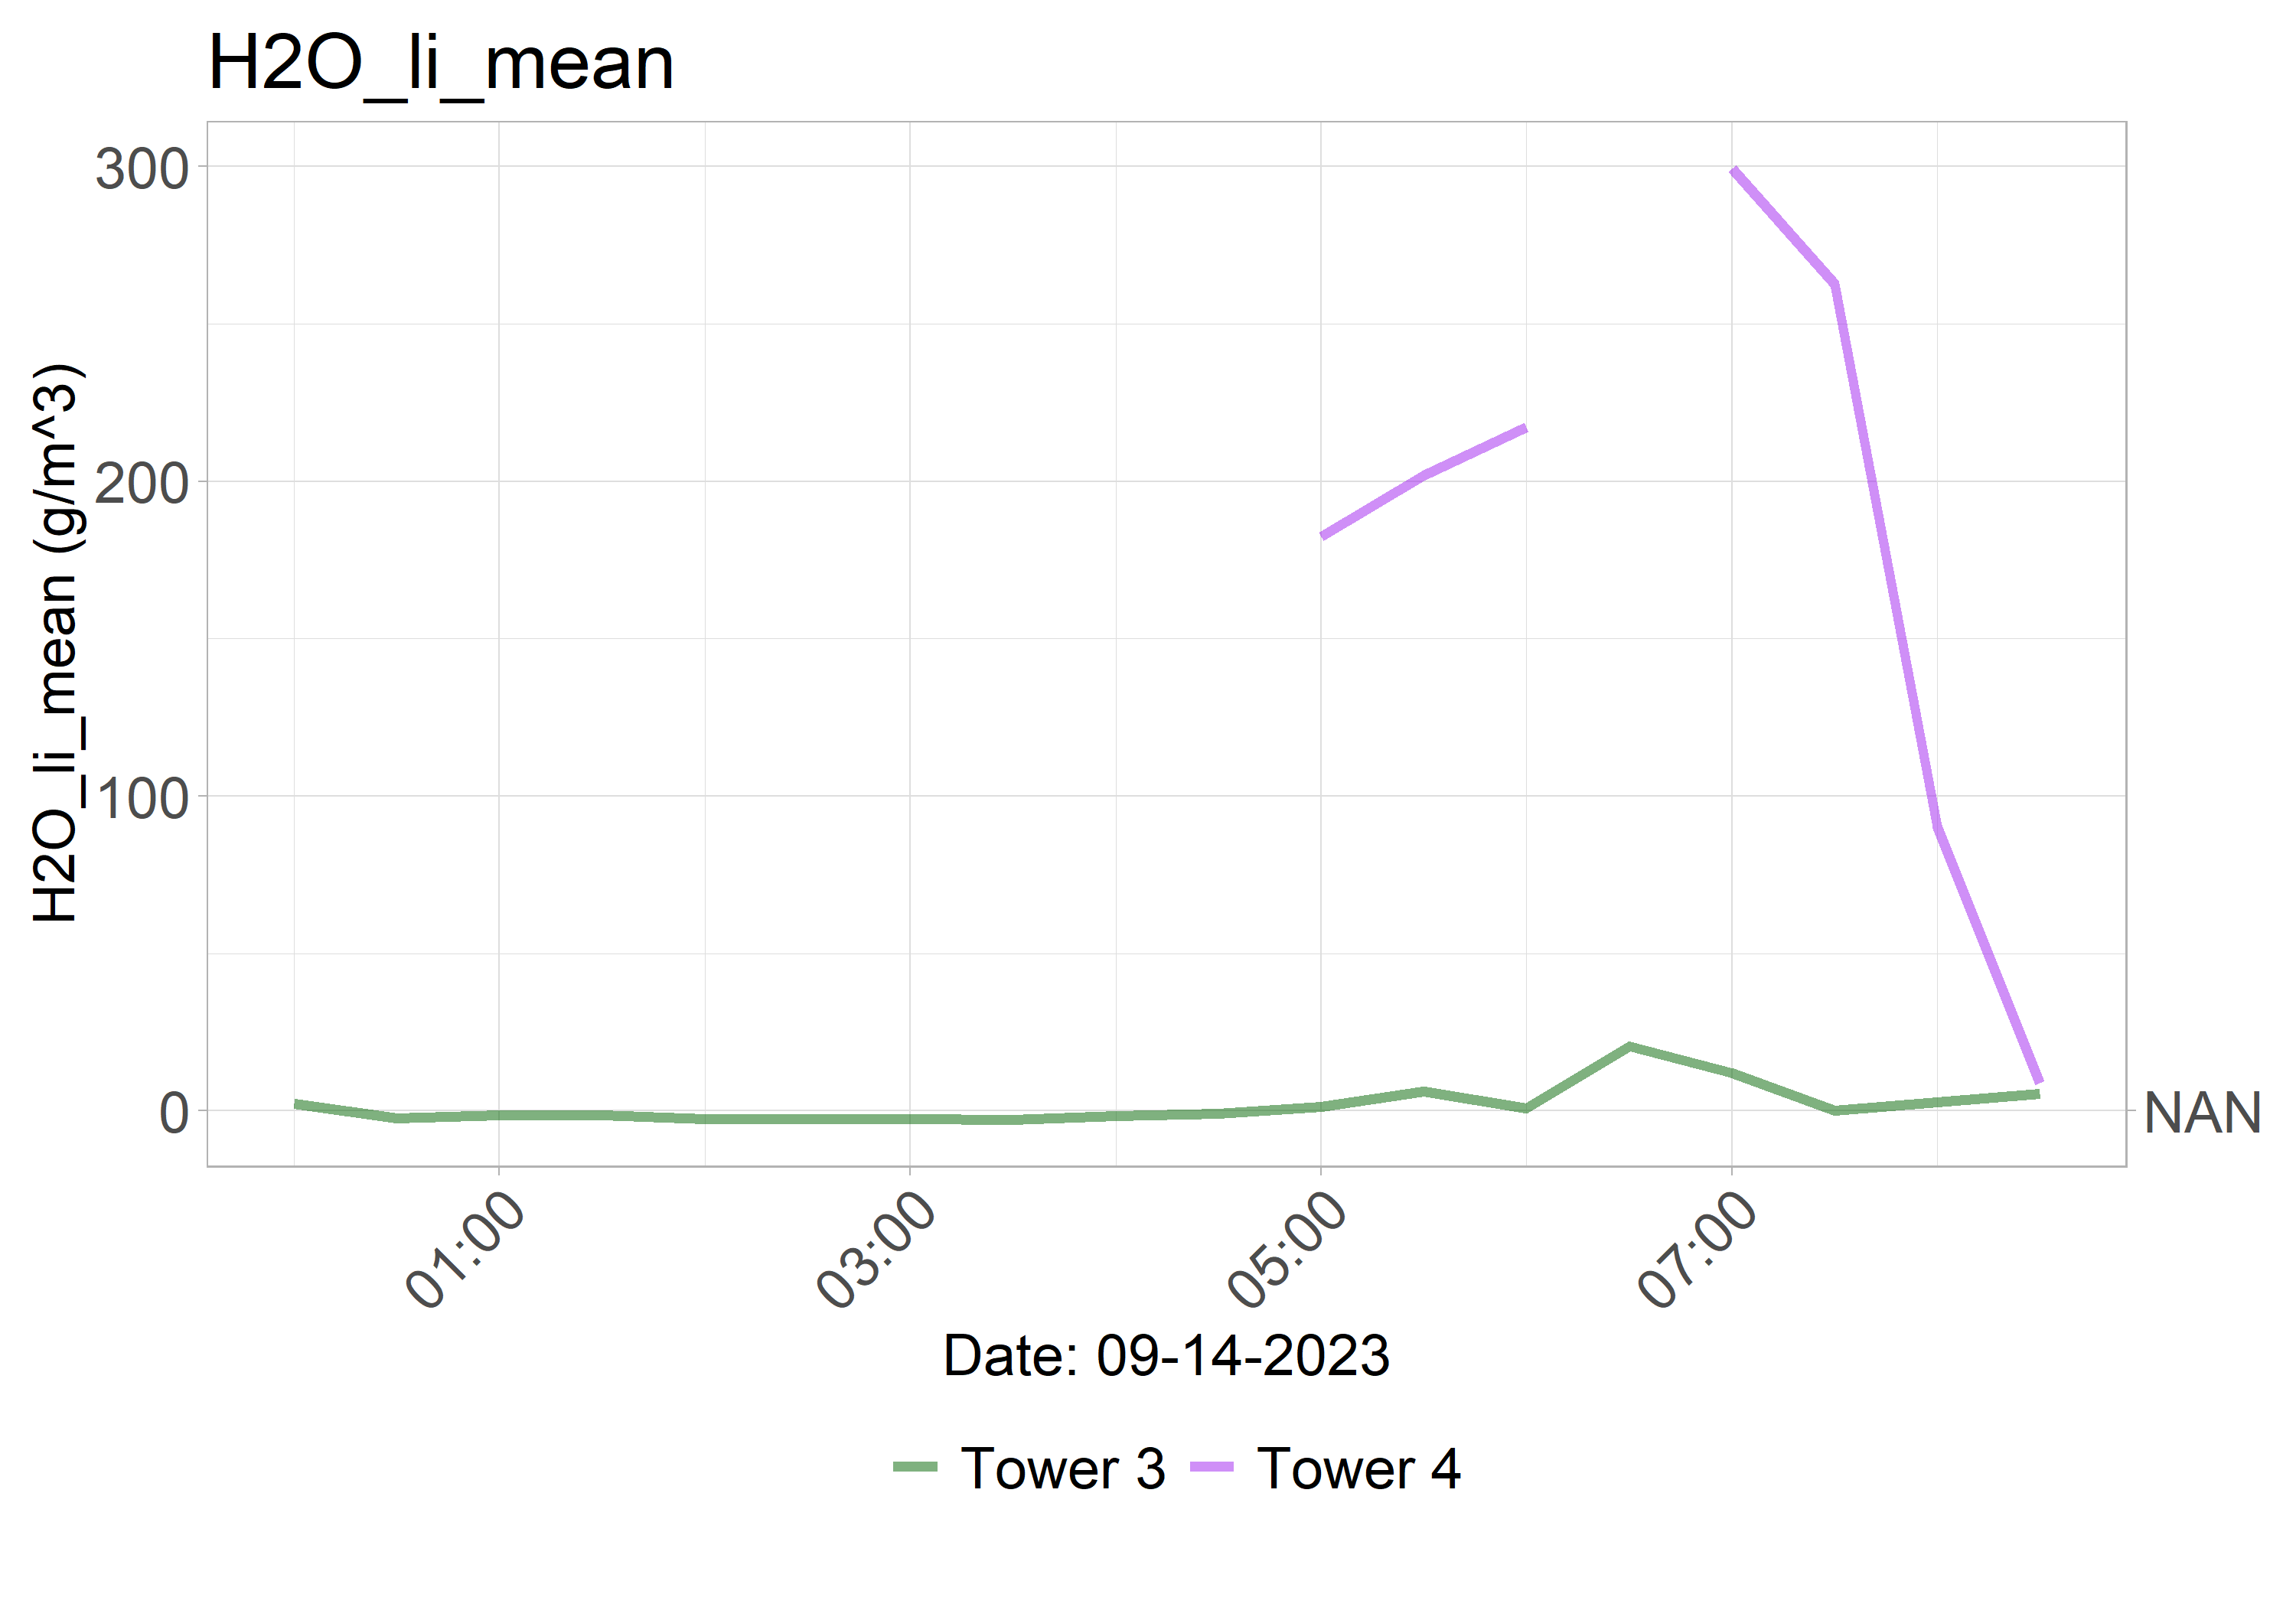 H2O_li_mean
H2O_li_mean (g/m^3)
300
200
100
0
NAN
01:00
03:00
05:00
07:00
Date: 09-14-2023
Tower 3
Tower 4